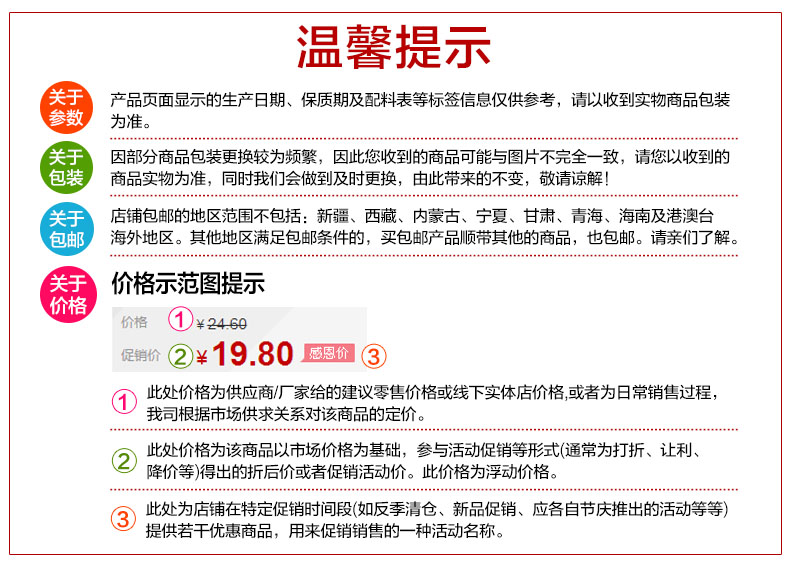 温馨提示
关于
参数
产品页面显示的生产日期、保质期及配料表等标签信息仅供参考，请以收到实物商品包装
为准。
关于
包装
因部分商品包装更换较为频繁，因此您收到的商品可能与图片不完全一致，请您以收到的
商品实物为准，同时我们会做到及时更换，由此带来的不变，敬请谅解！
关于
包邮
店铺包邮的地区范围不包括：新疆、西藏、内蒙古、宁夏、甘肃、青海、海南及港澳台
海外地区。其他地区满足包邮条件的，买包邮产品顺带其他的商品，也包邮。请亲们了解。
关于
价格
价格示范图提示
价格 ① ¥24.60
促销价 ② ¥19.80 感恩价 ③
① 此处价格为供应商/厂家给的建议零售价格或线下实体店价格,或者为日常销售过程，
我司根据市场供求关系对该商品的定价。
② 此处价格为该商品以市场价格为基础，参与活动促销等形式(通常为打折、让利、
降价等)得出的折后价或者促销活动价。此价格为浮动价格。
③ 此处为店铺在特定促销时间段(如反季清仓、新品促销、应各自节庆推出的活动等等)
提供若干优惠商品，用来促销销售的一种活动名称。